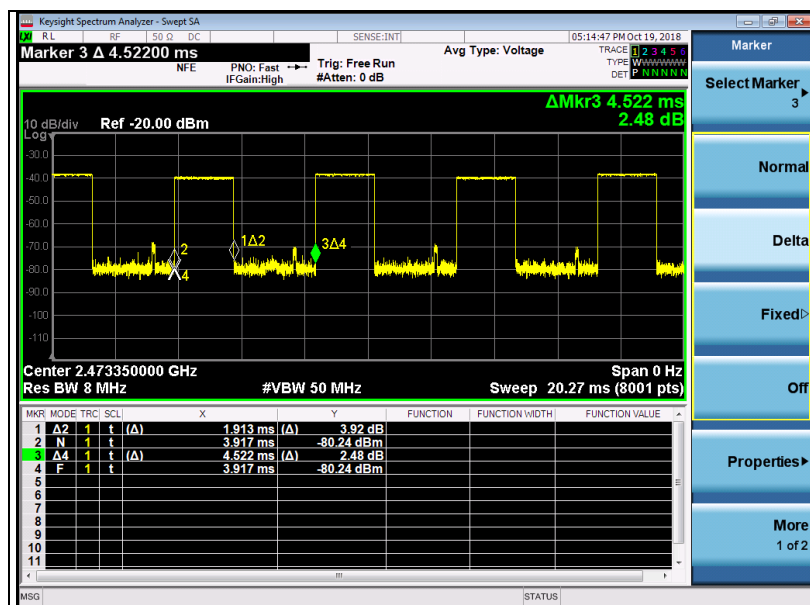 Keysight Spectrum Analyzer - Swept SA
LXI RL RF 50 Ω DC SENSE:INT 05:14:47 PM Oct 19, 2018
Marker 3 Δ 4.52200 ms
NFE
PNO: Fast
IFGain:High
Trig: Free Run
#Atten: 0 dB
Avg Type: Voltage
TRACE 1 2 3 4 5 6
TYPE WWWWWWW
DET P N N N N N
ΔMkr3 4.522 ms
2.48 dB
10 dB/div Ref -20.00 dBm
Log
-30.0
-40.0
-50.0
-60.0
-70.0
-80.0
-90.0
-100
-110
2
4
1Δ2
3Δ4
Center 2.473350000 GHz Span 0 Hz
Res BW 8 MHz #VBW 50 MHz Sweep 20.27 ms (8001 pts)
MKR MODE TRC SCL X Y FUNCTION FUNCTION WIDTH FUNCTION VALUE
1 Δ2 1 t (Δ) 1.913 ms (Δ) 3.92 dB
2 N 1 t 3.917 ms -80.24 dBm
3 Δ4 1 t (Δ) 4.522 ms (Δ) 2.48 dB
4 F 1 t 3.917 ms -80.24 dBm
5
6
7
8
9
10
11
MSG STATUS
Marker
Select Marker
3
Normal
Delta
Fixed
Off
Properties
More
1 of 2